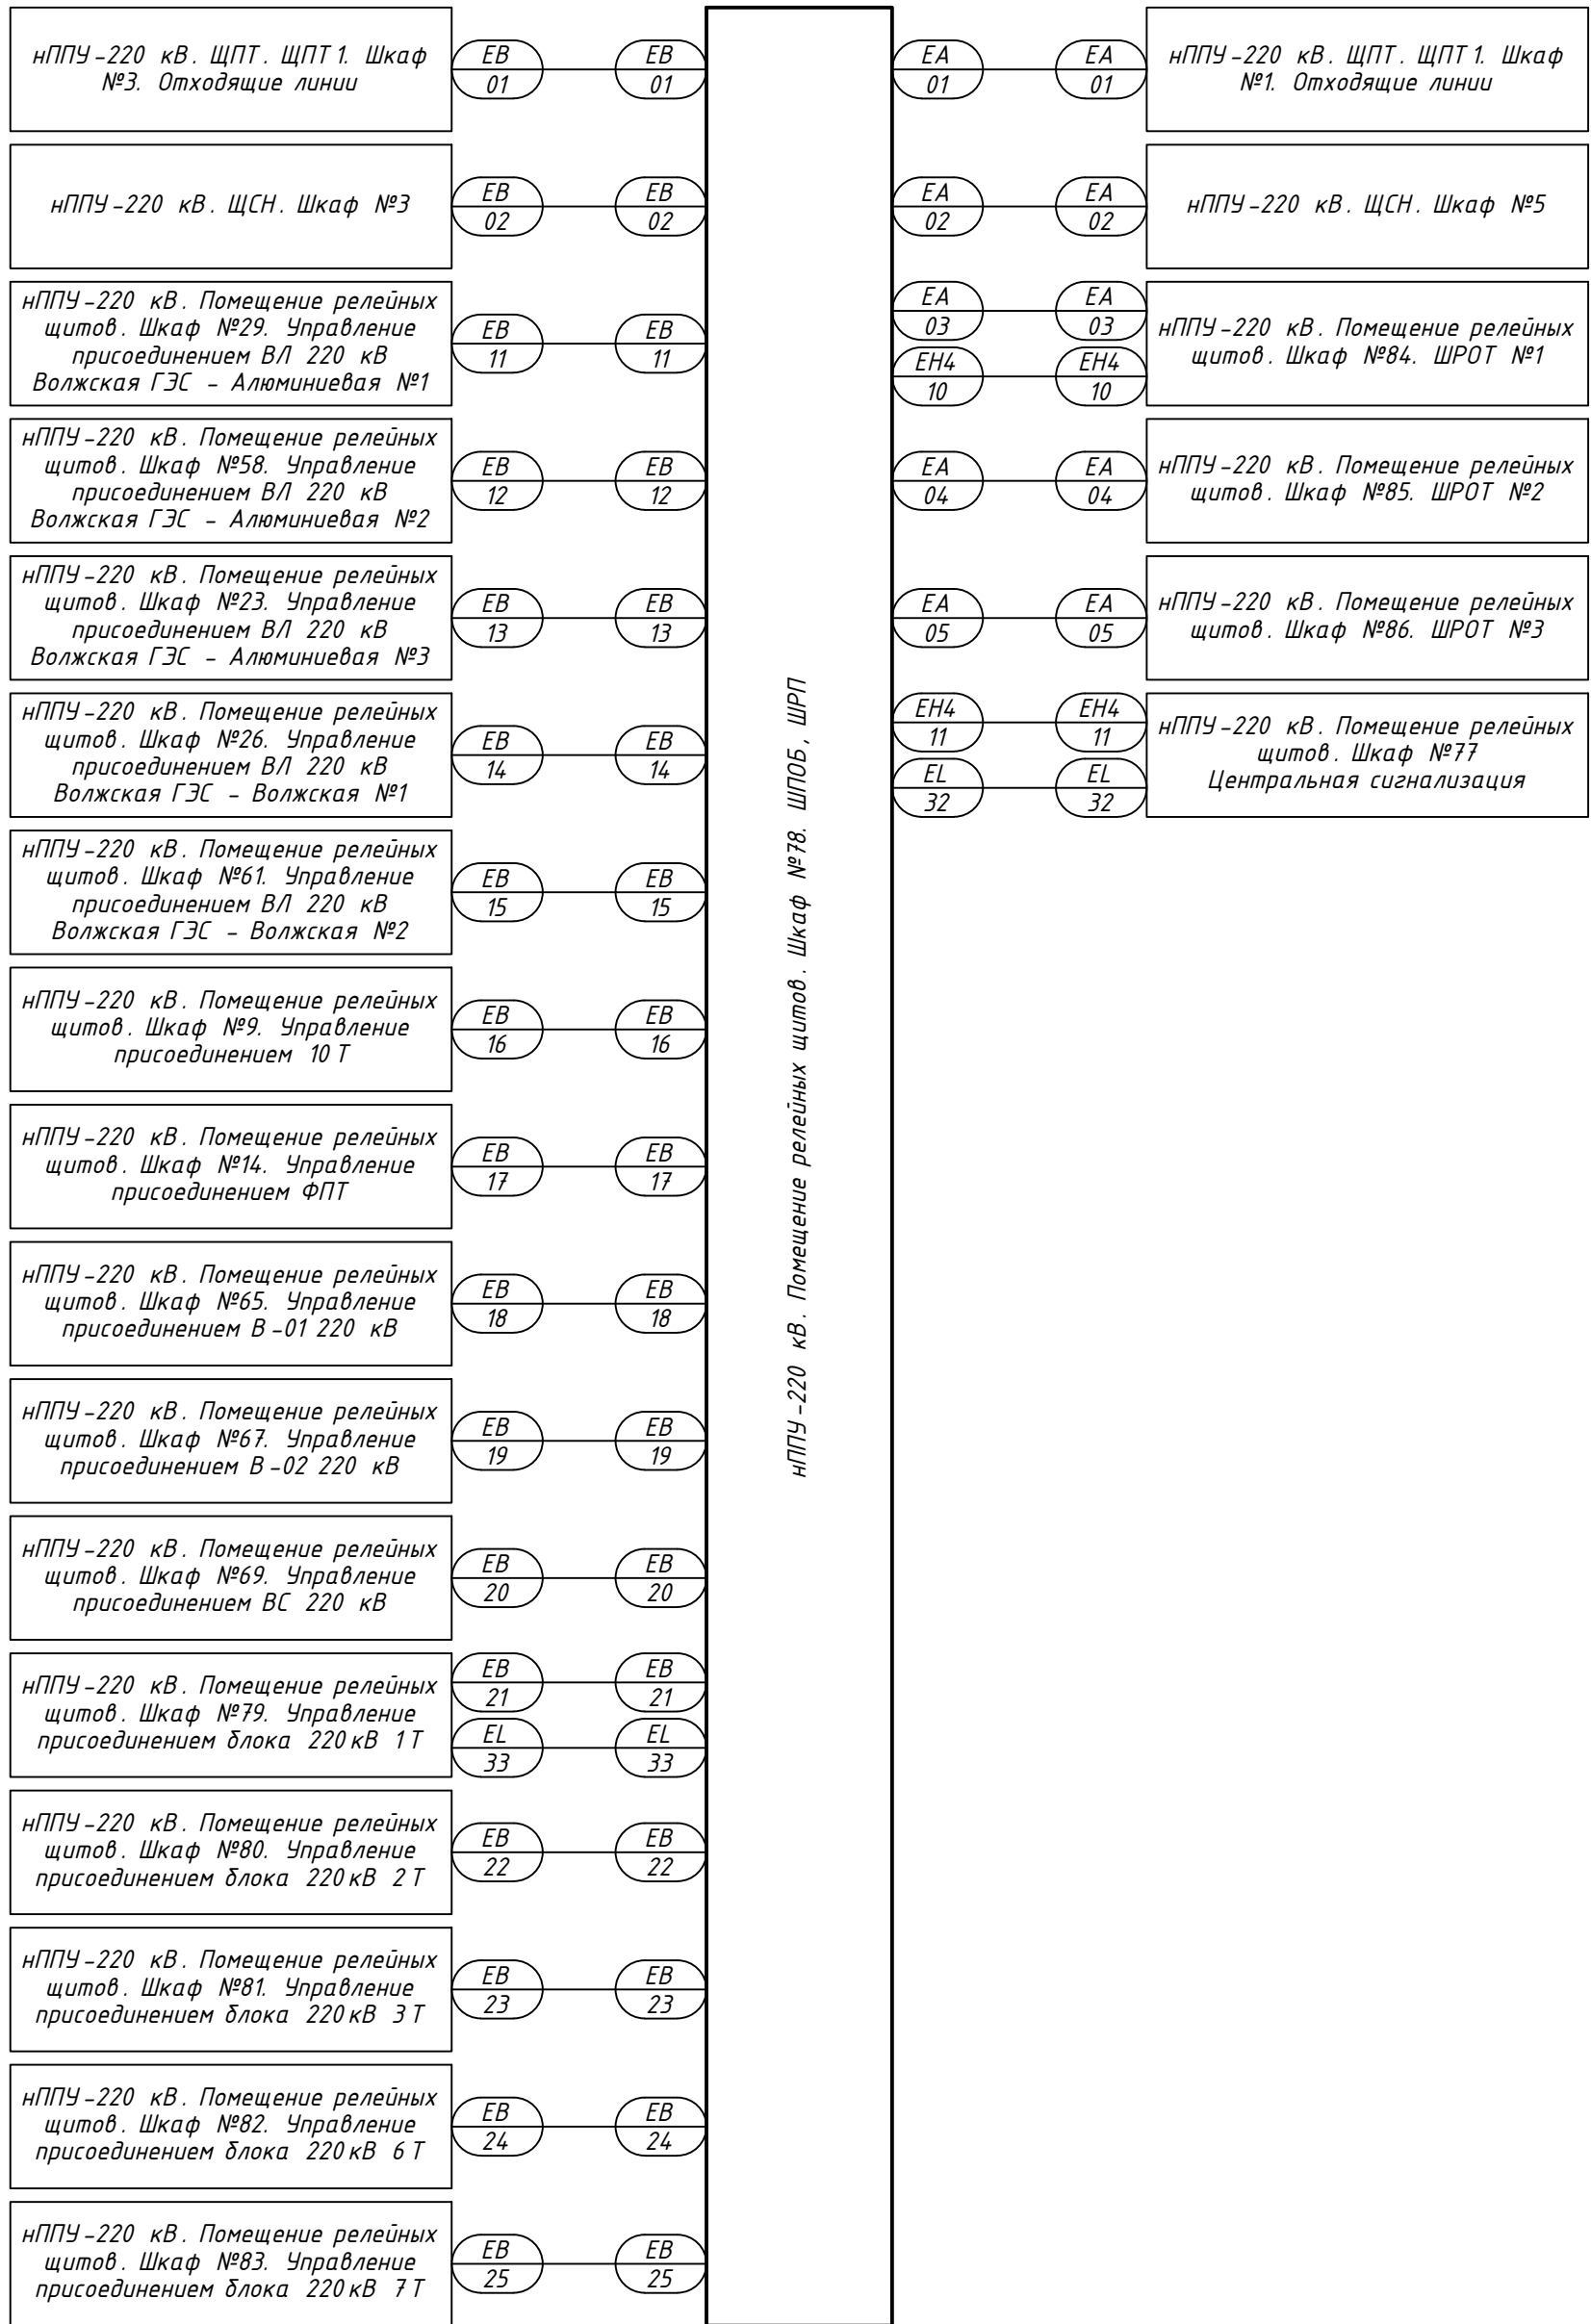 нППУ-220 кВ. ЩПТ. ЩПТ1. Шкаф
№3. Отходящие линии
EB
01
EB
01
нППУ-220 кВ. ЩСН. Шкаф №3
EB
02
EB
02
нППУ-220 кВ. Помещение релейных
щитов. Шкаф №29. Управление
присоединением ВЛ 220 кВ
Волжская ГЭС - Алюминиевая №1
EB
11
EB
11
нППУ-220 кВ. Помещение релейных
щитов. Шкаф №58. Управление
присоединением ВЛ 220 кВ
Волжская ГЭС - Алюминиевая №2
EB
12
EB
12
нППУ-220 кВ. Помещение релейных
щитов. Шкаф №23. Управление
присоединением ВЛ 220 кВ
Волжская ГЭС - Алюминиевая №3
EB
13
EB
13
нППУ-220 кВ. Помещение релейных
щитов. Шкаф №26. Управление
присоединением ВЛ 220 кВ
Волжская ГЭС - Волжская №1
EB
14
EB
14
нППУ-220 кВ. Помещение релейных
щитов. Шкаф №61. Управление
присоединением ВЛ 220 кВ
Волжская ГЭС - Волжская №2
EB
15
EB
15
нППУ-220 кВ. Помещение релейных
щитов. Шкаф №9. Управление
присоединением 10Т
EB
16
EB
16
нППУ-220 кВ. Помещение релейных
щитов. Шкаф №14. Управление
присоединением ФПТ
EB
17
EB
17
нППУ-220 кВ. Помещение релейных
щитов. Шкаф №65. Управление
присоединением В-01 220 кВ
EB
18
EB
18
нППУ-220 кВ. Помещение релейных
щитов. Шкаф №67. Управление
присоединением В-02 220 кВ
EB
19
EB
19
нППУ-220 кВ. Помещение релейных
щитов. Шкаф №69. Управление
присоединением ВС 220 кВ
EB
20
EB
20
нППУ-220 кВ. Помещение релейных
щитов. Шкаф №79. Управление
присоединением блока 220кВ 1Т
EB
21
EB
21
EL
33
EL
33
нППУ-220 кВ. Помещение релейных
щитов. Шкаф №80. Управление
присоединением блока 220кВ 2Т
EB
22
EB
22
нППУ-220 кВ. Помещение релейных
щитов. Шкаф №81. Управление
присоединением блока 220кВ 3Т
EB
23
EB
23
нППУ-220 кВ. Помещение релейных
щитов. Шкаф №82. Управление
присоединением блока 220кВ 6Т
EB
24
EB
24
нППУ-220 кВ. Помещение релейных
щитов. Шкаф №83. Управление
присоединением блока 220кВ 7Т
EB
25
EB
25
нППУ-220 кВ. Помещение релейных щитов. Шкаф №78. ШПОБ, ШРП
EA
01
EA
01
нППУ-220 кВ. ЩПТ. ЩПТ1. Шкаф
№1. Отходящие линии
EA
02
EA
02
нППУ-220 кВ. ЩСН. Шкаф №5
EA
03
EA
03
EH4
10
EH4
10
нППУ-220 кВ. Помещение релейных
щитов. Шкаф №84. ШРОТ №1
EA
04
EA
04
нППУ-220 кВ. Помещение релейных
щитов. Шкаф №85. ШРОТ №2
EA
05
EA
05
нППУ-220 кВ. Помещение релейных
щитов. Шкаф №86. ШРОТ №3
EH4
11
EH4
11
EL
32
EL
32
нППУ-220 кВ. Помещение релейных
щитов. Шкаф №77
Центральная сигнализация